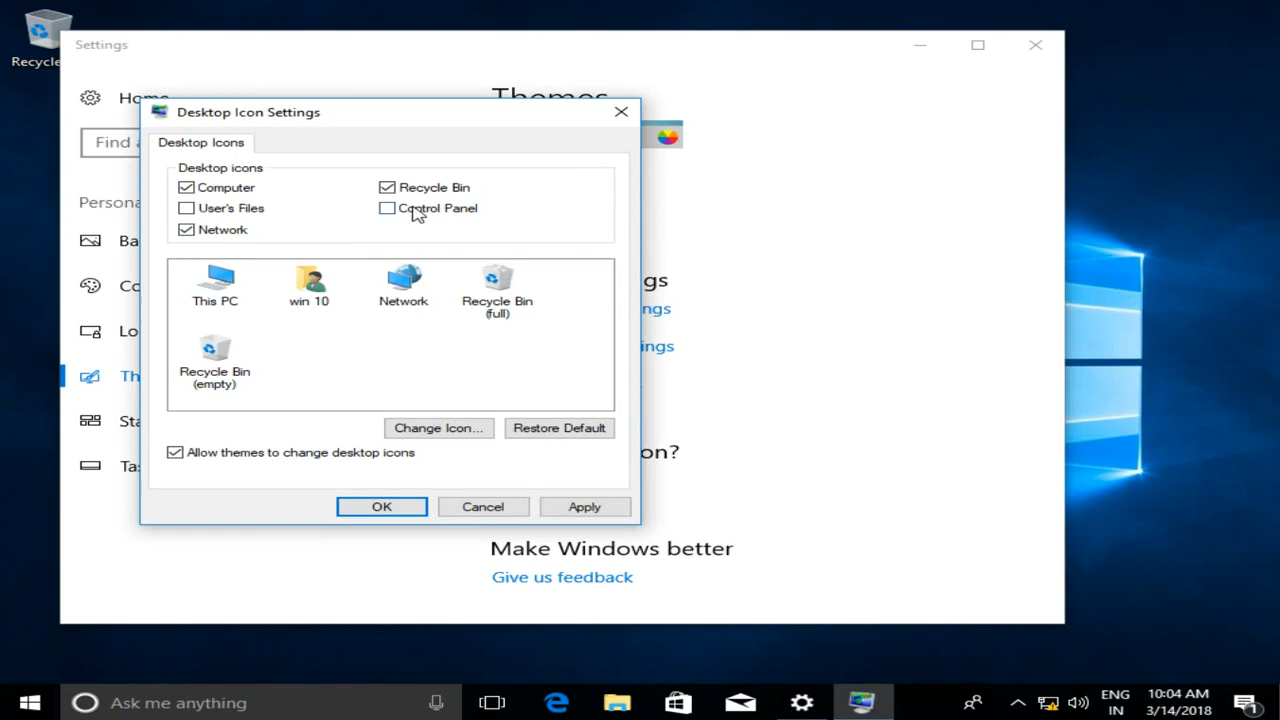 Recycle
Settings
Home
Themes
Find a
Persona
Ba
Co
Lo
Th
Sta
Tas
Desktop Icon Settings
Desktop Icons
Desktop icons
Computer
Recycle Bin
User's Files
Control Panel
Network
This PC
win 10
Network
Recycle Bin
(full)
Recycle Bin
(empty)
Change Icon...
Restore Default
Allow themes to change desktop icons
OK
Cancel
Apply
gs
ngs
ings
on?
Make Windows better
Give us feedback
Ask me anything
ENG
IN
10:04 AM
3/14/2018
1